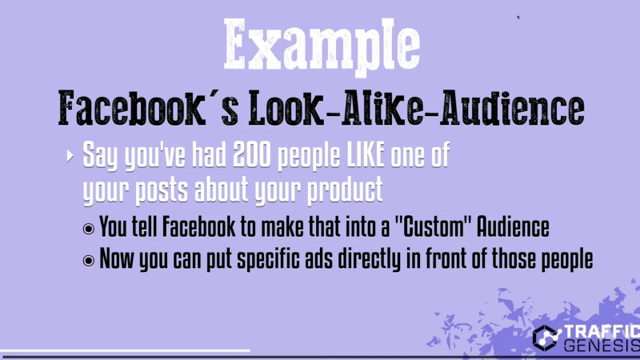 Example
Facebook´s Look-Alike-Audience
Say you've had 200 people LIKE one of
your posts about your product
You tell Facebook to make that into a "Custom" Audience
Now you can put specific ads directly in front of those people
TRAFFIC
GENESIS